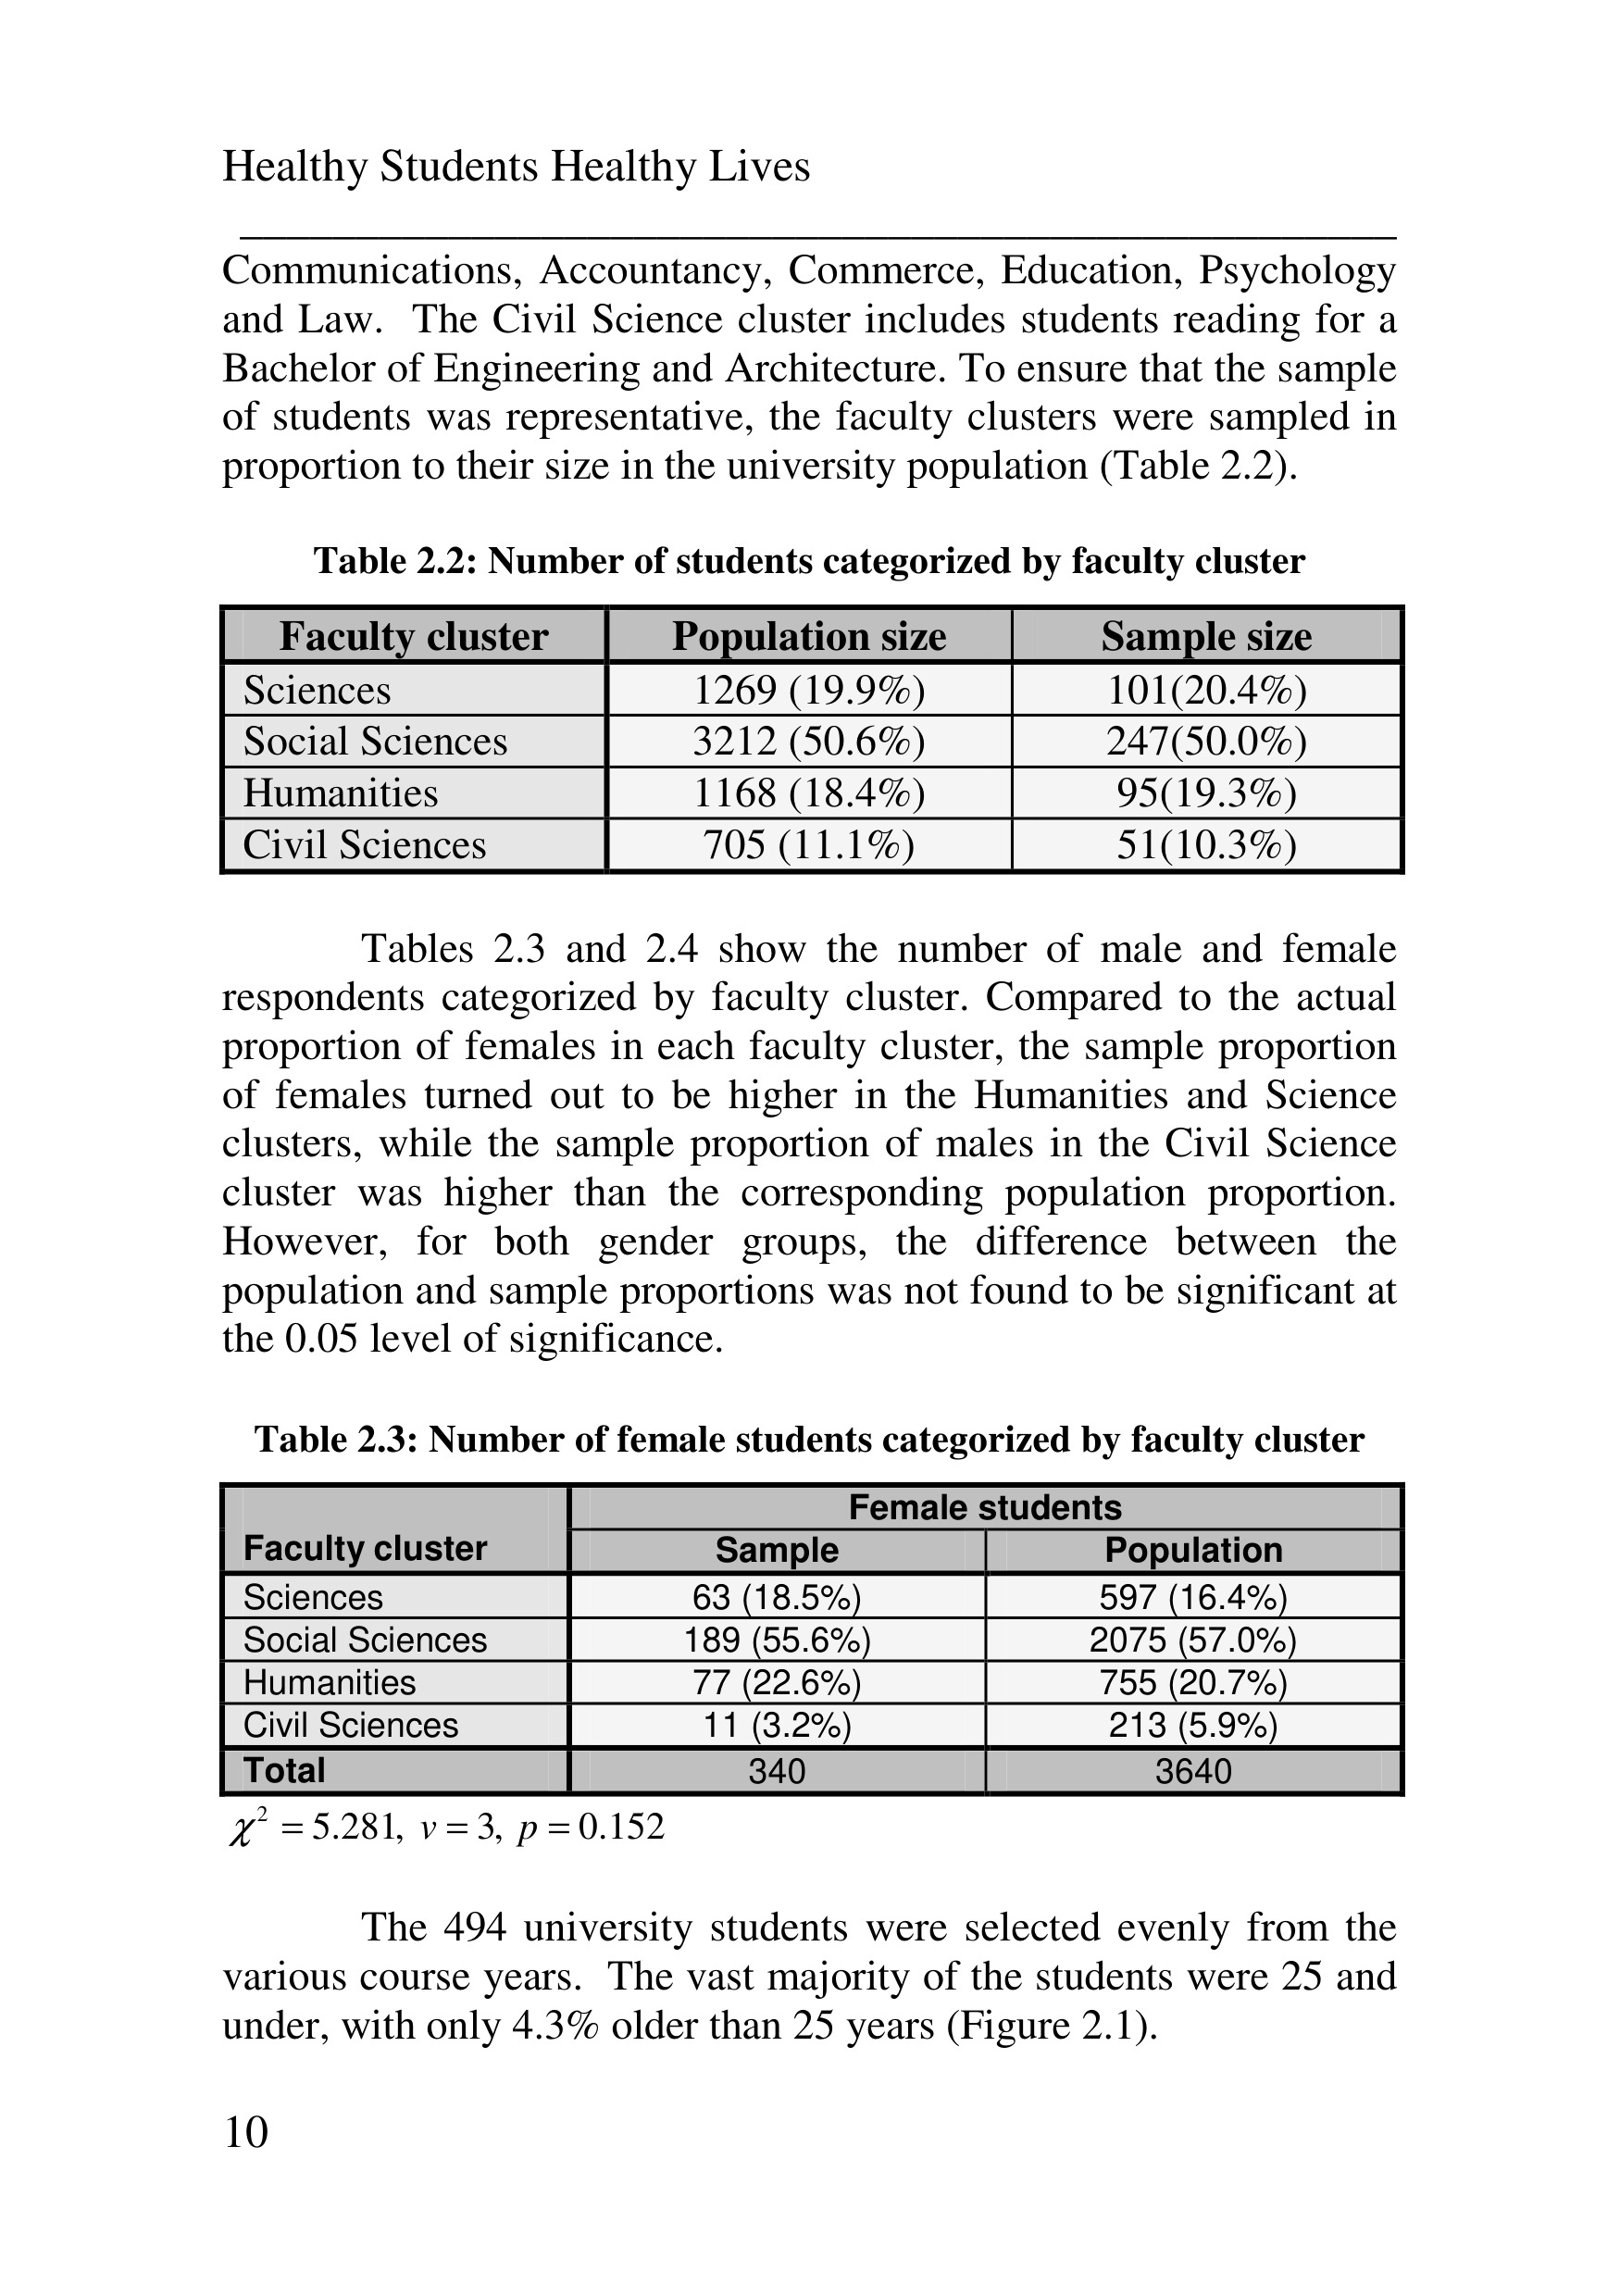 Healthy Students Healthy Lives
Communications, Accountancy, Commerce, Education, Psychology
and Law. The Civil Science cluster includes students reading for a
Bachelor of Engineering and Architecture. To ensure that the sample
of students was representative, the faculty clusters were sampled in
proportion to their size in the university population (Table 2.2).
Table 2.2: Number of students categorized by faculty cluster
Faculty cluster Population size Sample size
Sciences 1269 (19.9%) 101(20.4%)
Social Sciences 3212 (50.6%) 247(50.0%)
Humanities 1168 (18.4%) 95(19.3%)
Civil Sciences 705 (11.1%) 51(10.3%)
Tables 2.3 and 2.4 show the number of male and female
respondents categorized by faculty cluster. Compared to the actual
proportion of females in each faculty cluster, the sample proportion
of females turned out to be higher in the Humanities and Science
clusters, while the sample proportion of males in the Civil Science
cluster was higher than the corresponding population proportion.
However, for both gender groups, the difference between the
population and sample proportions was not found to be significant at
the 0.05 level of significance.
Table 2.3: Number of female students categorized by faculty cluster
Female students
Faculty cluster Sample Population
Sciences 63 (18.5%) 597 (16.4%)
Social Sciences 189 (55.6%) 2075 (57.0%)
Humanities 77 (22.6%) 755 (20.7%)
Civil Sciences 11 (3.2%) 213 (5.9%)
Total 340 3640
χ² = 5.281, ν = 3, p = 0.152
The 494 university students were selected evenly from the
various course years. The vast majority of the students were 25 and
under, with only 4.3% older than 25 years (Figure 2.1).
10